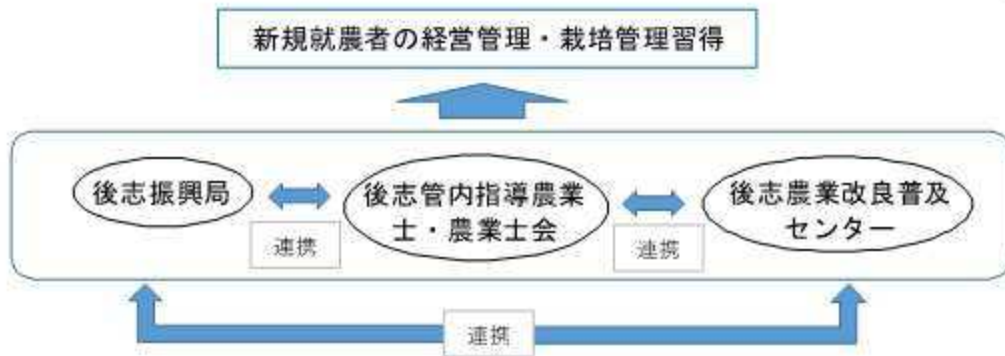 新規就農者の経営管理・栽培管理習得
後志振興局
連携
後志管内指導農業
士・農業士会
連携
後志農業改良普及
センター
連携